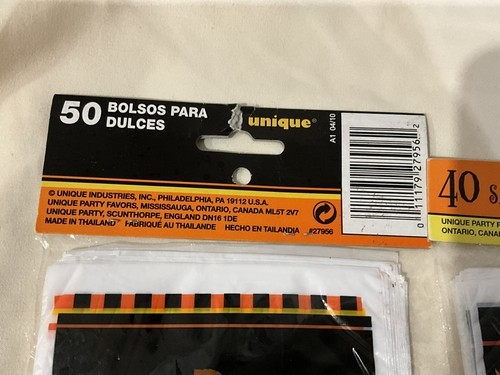 50 BOLSOS PARA
DULCES
unique®
A1 04/10
© UNIQUE INDUSTRIES, INC., PHILADELPHIA, PA 19112 U.S.A.
UNIQUE PARTY FAVORS, MISSISSAUGA, ONTARIO, CANADA ML5T 2V7
UNIQUE PARTY, SCUNTHORPE, ENGLAND DN16 1DE
MADE IN THAILAND FABRIQUÉ AU THAILANDE HECHO EN TAILANDIA #27956
0 11179 27956 2
40 S
UNIQUE PARTY F
ONTARIO, CANA